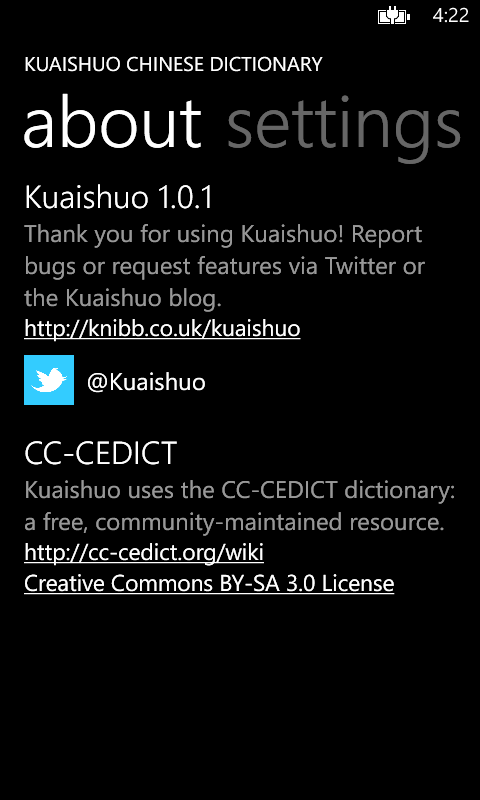 4:22
KUAISHUO CHINESE DICTIONARY
about settings
Kuaishuo 1.0.1
Thank you for using Kuaishuo! Report
bugs or request features via Twitter or
the Kuaishuo blog.
http://knibb.co.uk/kuaishuo
@Kuaishuo
CC-CEDICT
Kuaishuo uses the CC-CEDICT dictionary:
a free, community-maintained resource.
http://cc-cedict.org/wiki
Creative Commons BY-SA 3.0 License